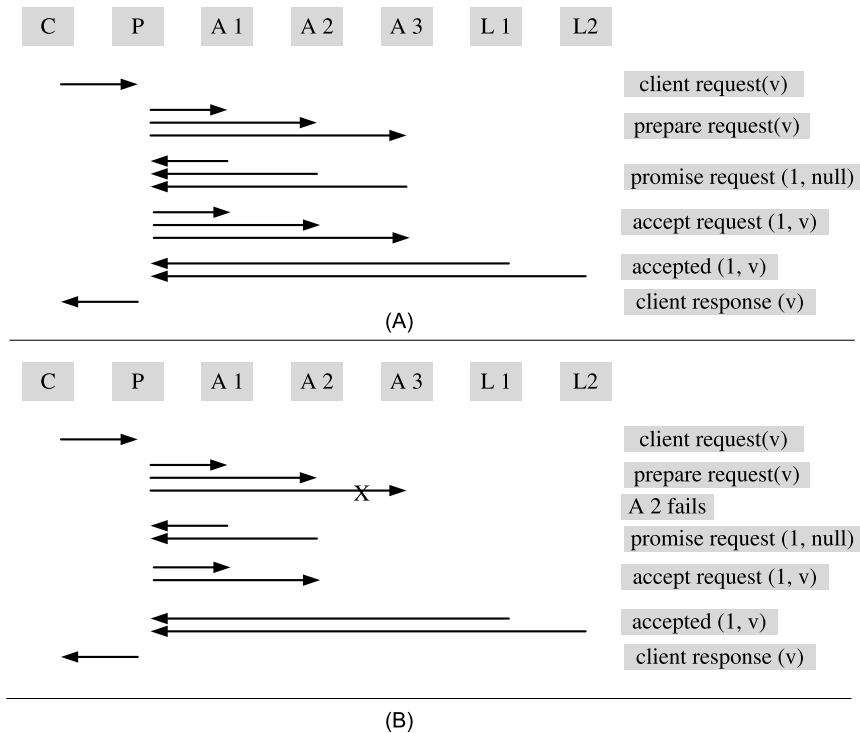 C P A 1 A 2 A 3 L 1 L2
client request(v)
prepare request(v)
promise request (1, null)
accept request (1, v)
accepted (1, v)
client response (v)
(A)
C P A 1 A 2 A 3 L 1 L2
client request(v)
prepare request(v)
X
A 2 fails
promise request (1, null)
accept request (1, v)
accepted (1, v)
client response (v)
(B)